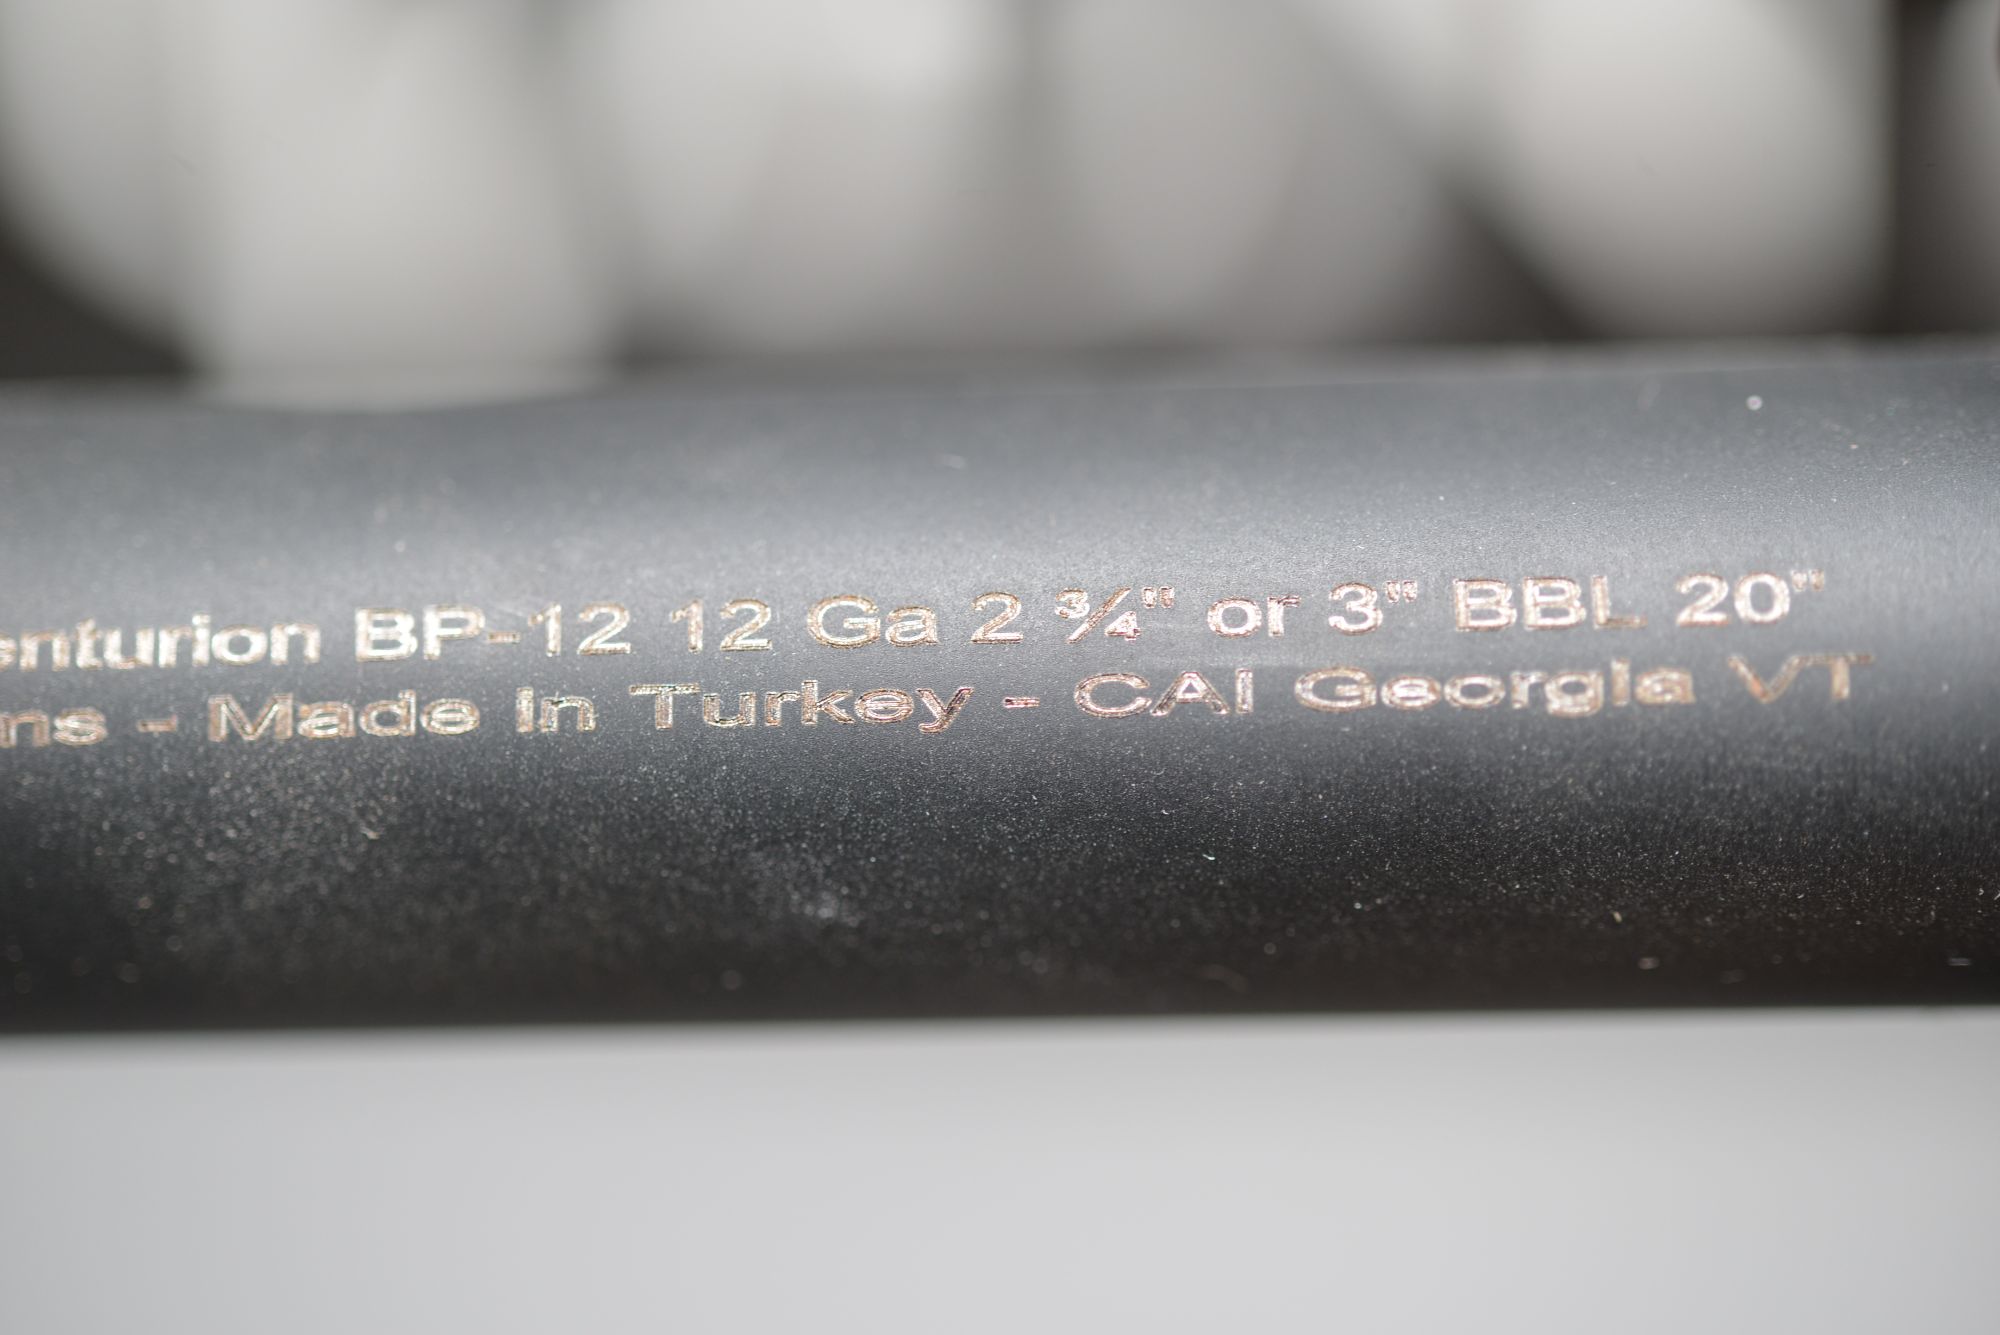 enturion BP-12 12 Ga 2 ¾" or 3" BBL 20"
ns - Made in Turkey - CAI Georgia VT